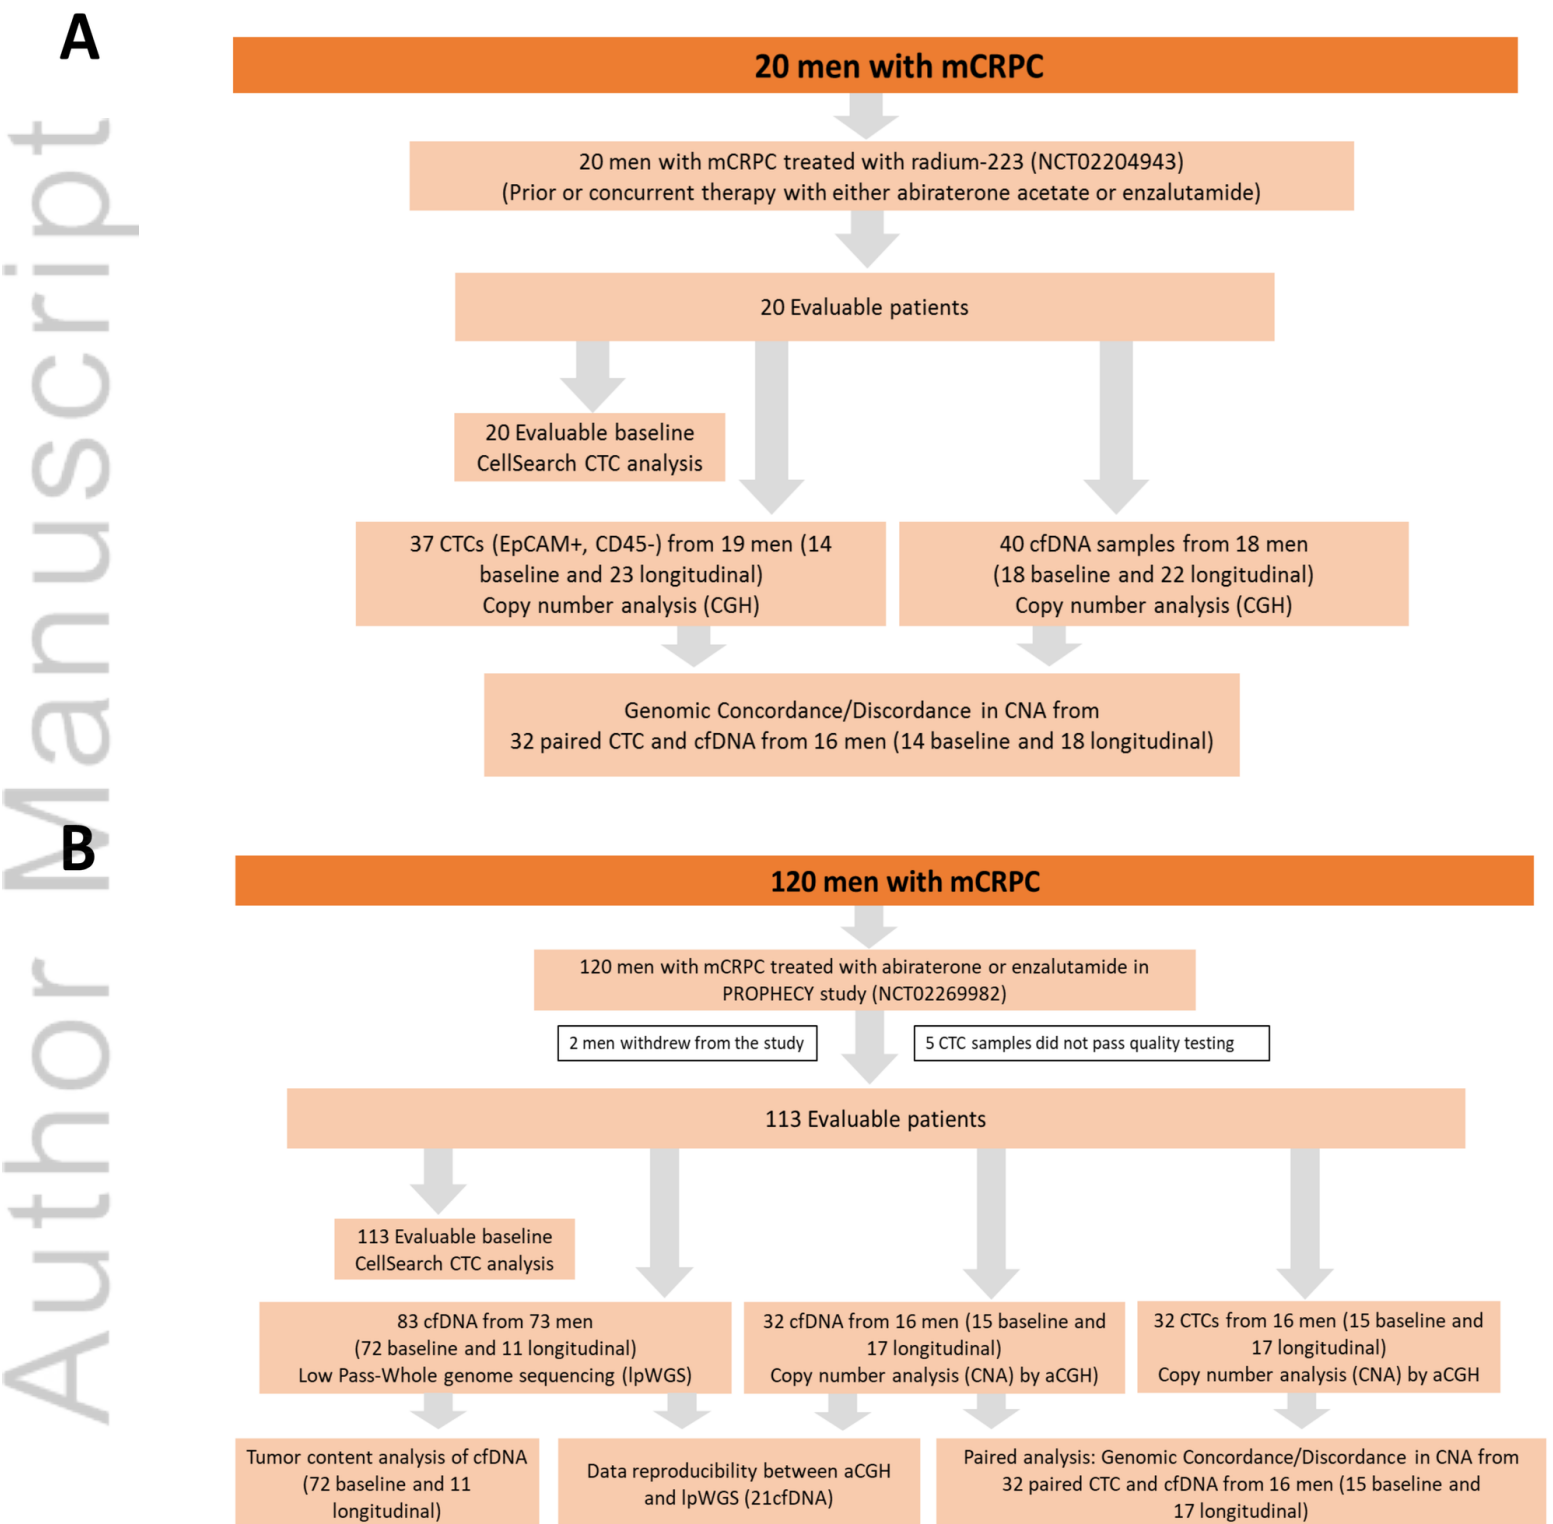 Author Manuscript
A
20 men with mCRPC
20 men with mCRPC treated with radium-223 (NCT02204943)
(Prior or concurrent therapy with either abiraterone acetate or enzalutamide)
20 Evaluable patients
20 Evaluable baseline
CellSearch CTC analysis
37 CTCs (EpCAM+, CD45-) from 19 men (14
baseline and 23 longitudinal)
Copy number analysis (CGH)
40 cfDNA samples from 18 men
(18 baseline and 22 longitudinal)
Copy number analysis (CGH)
Genomic Concordance/Discordance in CNA from
32 paired CTC and cfDNA from 16 men (14 baseline and 18 longitudinal)
B
120 men with mCRPC
120 men with mCRPC treated with abiraterone or enzalutamide in
PROPHECY study (NCT02269982)
2 men withdrew from the study
5 CTC samples did not pass quality testing
113 Evaluable patients
113 Evaluable baseline
CellSearch CTC analysis
83 cfDNA from 73 men
(72 baseline and 11 longitudinal)
Low Pass-Whole genome sequencing (lpWGS)
32 cfDNA from 16 men (15 baseline and
17 longitudinal)
Copy number analysis (CNA) by aCGH)
32 CTCs from 16 men (15 baseline and
17 longitudinal)
Copy number analysis (CNA) by aCGH
Tumor content analysis of cfDNA
(72 baseline and 11
longitudinal)
Data reproducibility between aCGH
and lpWGS (21cfDNA)
Paired analysis: Genomic Concordance/Discordance in CNA from
32 paired CTC and cfDNA from 16 men (15 baseline and
17 longitudinal)